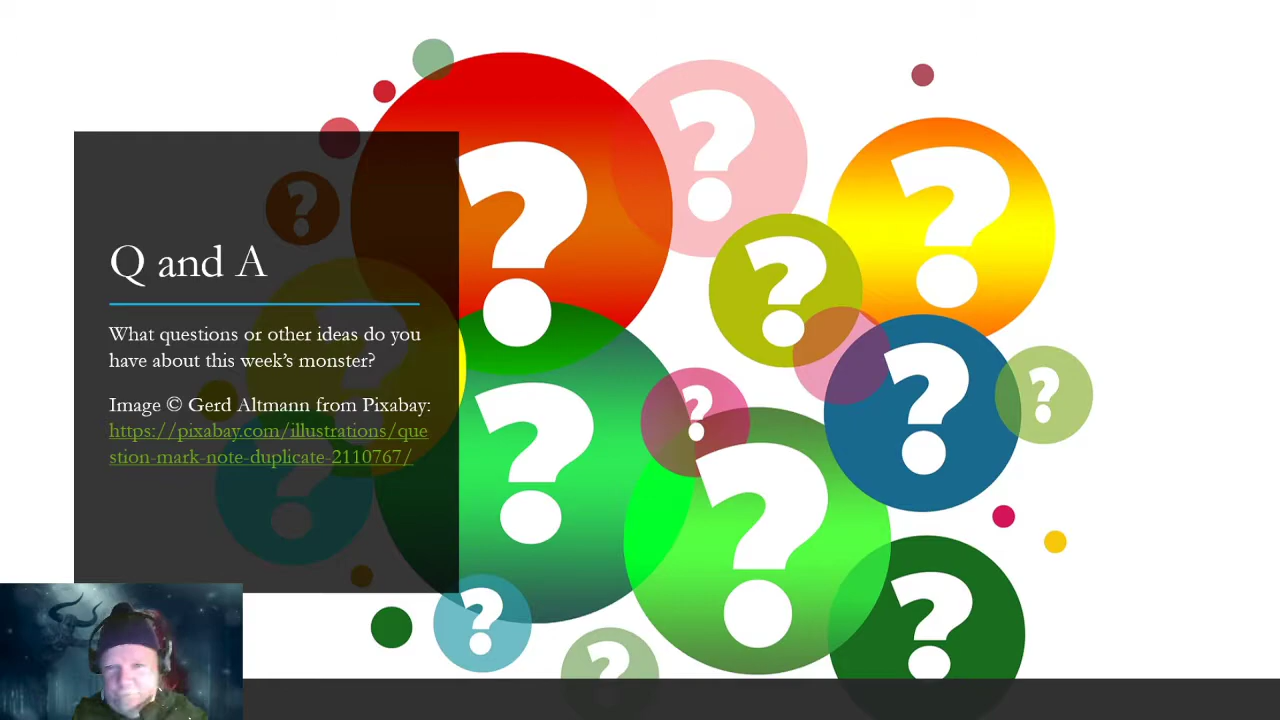 Q and A
What questions or other ideas do you
have about this week's monster?
Image © Gerd Altmann from Pixabay:
https://pixabay.com/illustrations/que
stion-mark-note-duplicate-2110767/
?
?
?
?
?
?
?
?
?
?
?
?
?
?